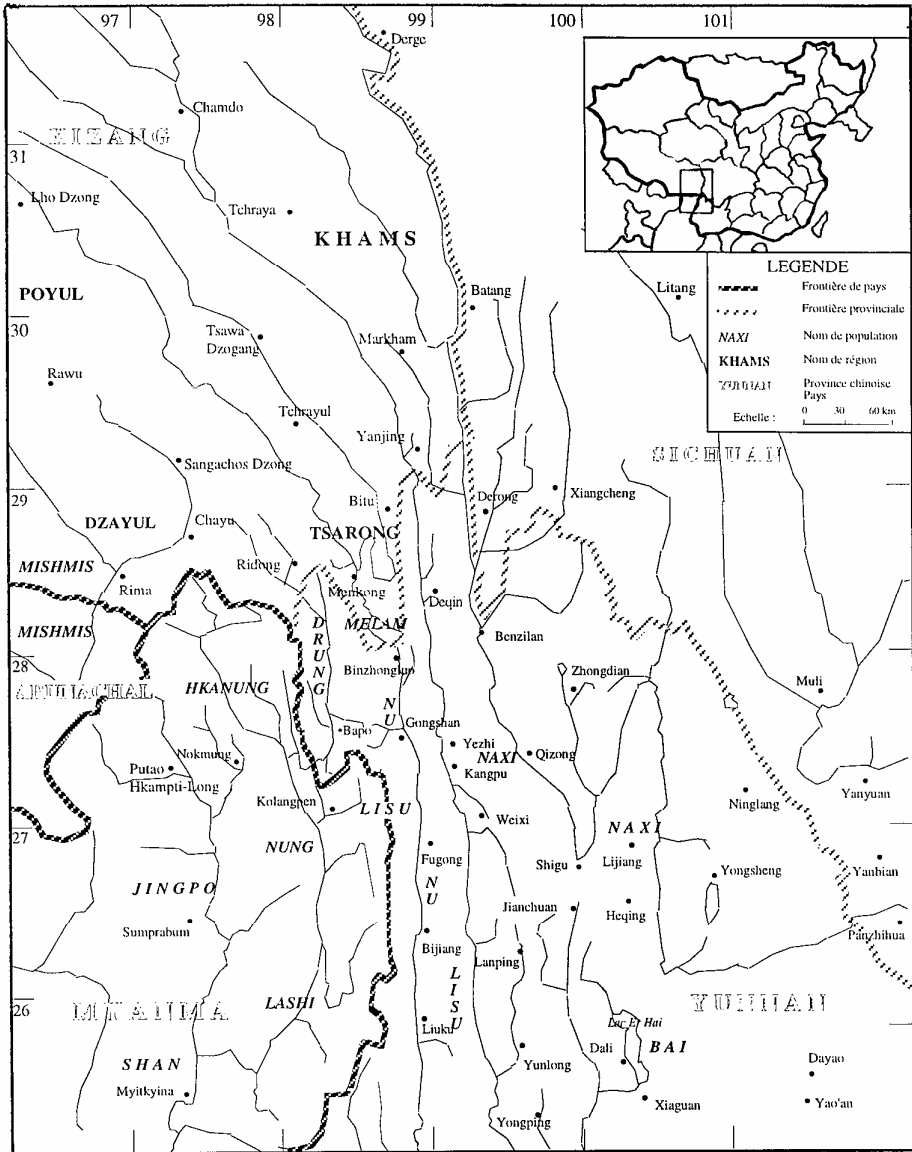 97
98
99
100
101
Derge
Chamdo
XIZANG
31
Lho Dzong
Tchraya
KHAMS
LEGENDE
Frontière de pays
Frontière provinciale
NAXI
Nom de population
KHAMS
Nom de région
YUNNAN
Province chinoise
Pays
Echelle :
0
30
60 km
POYUL
30
Batang
Litang
Tsawa
Dzogang
Markham
Rawu
Tchrayul
Yanjing
SICHUAN
Sangachos Dzong
29
Bitu
Derong
Xiangcheng
DZAYUL
Chayu
TSARONG
MISHMIS
Rima
Ridong
Menkong
Deqin
MISHMIS
DRUNG
MELAM
Benzilan
28
Binzhongluo
ARUNACHAL
HKANUNG
Zhongdian
Muli
NU
Bapo
Gongshan
Yezhi
NAXI
Qizong
Nokmung
Putao
Hkampti-Long
Kangpu
Kolangpen
LISU
Ninglang
Yanyuan
27
Weixi
NAXI
NUNG
Fugong
Shigu
Lijiang
Yongsheng
Yanbian
JINGPO
NU
Jianchuan
Heqing
Sumprabum
Bijiang
Lanping
Panzhihua
26
MYANMA
LASHI
LISU
YUNNAN
Liuku
Lac Er Hai
SHAN
Yunlong
Dali
BAI
Dayao
Myitkyina
Xiaguan
Yao'an
Yongping